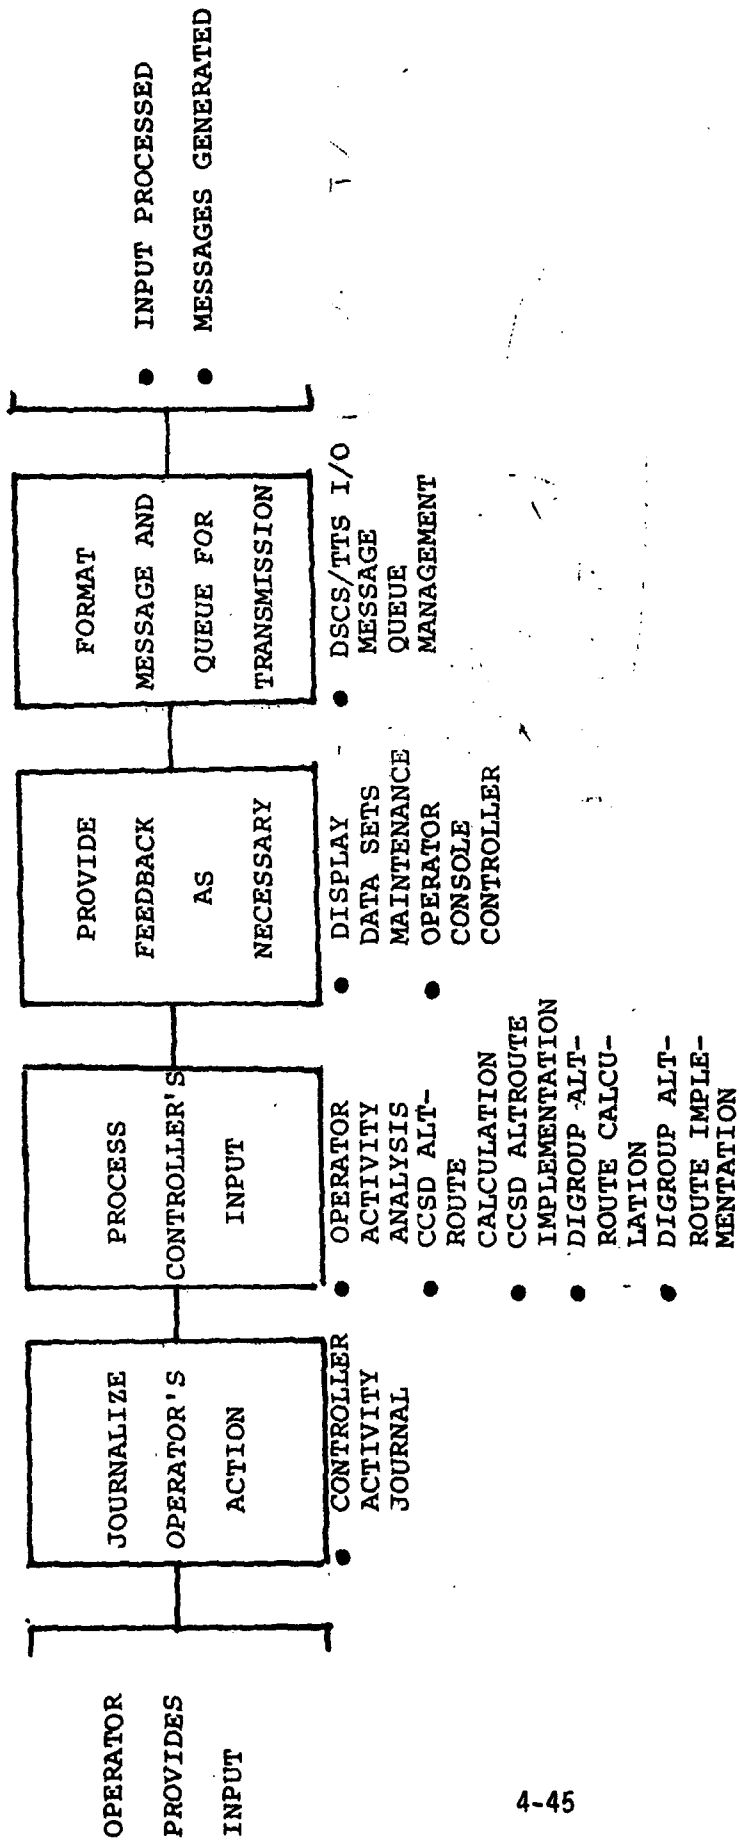 OPERATOR
PROVIDES
INPUT
JOURNALIZE
OPERATOR'S
ACTION
● CONTROLLER
ACTIVITY
JOURNAL
PROCESS
CONTROLLER'S
INPUT
● OPERATOR
ACTIVITY
ANALYSIS
● CCSD ALT-
ROUTE
CALCULATION
● CCSD ALTROUTE
IMPLEMENTATION
● DIGROUP ALT-
ROUTE CALCU-
LATION
● DIGROUP ALT-
ROUTE IMPLE-
MENTATION
PROVIDE
FEEDBACK
AS
NECESSARY
● DISPLAY
DATA SETS
MAINTENANCE
● OPERATOR
CONSOLE
CONTROLLER
FORMAT
MESSAGE AND
QUEUE FOR
TRANSMISSION
● DSCS/TTS I/O
MESSAGE
QUEUE
MANAGEMENT
● INPUT PROCESSED
● MESSAGES GENERATED
4-45